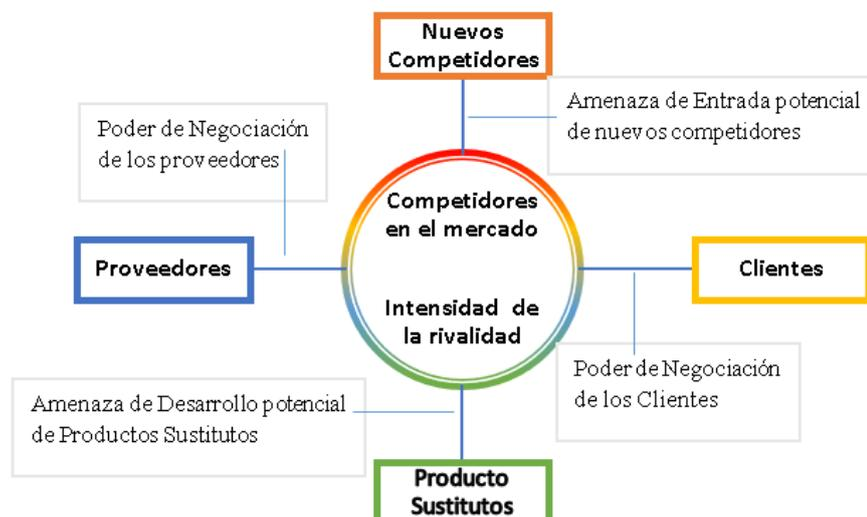 Nuevos
Competidores
Amenaza de Entrada potencial
de nuevos competidores
Poder de Negociación
de los proveedores
Competidores
en el mercado
Proveedores
Clientes
Intensidad de
la rivalidad
Poder de Negociación
de los Clientes
Amenaza de Desarrollo potencial
de Productos Sustitutos
Producto
Sustitutos